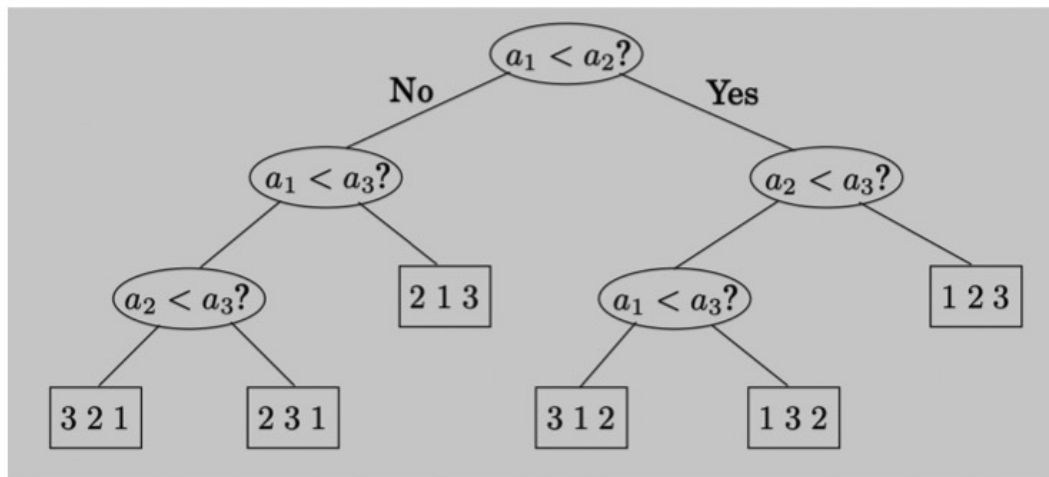 a₁ < a₂?
No Yes
a₁ < a₃? a₂ < a₃?
a₂ < a₃? 2 1 3 a₁ < a₃? 1 2 3
3 2 1 2 3 1 3 1 2 1 3 2